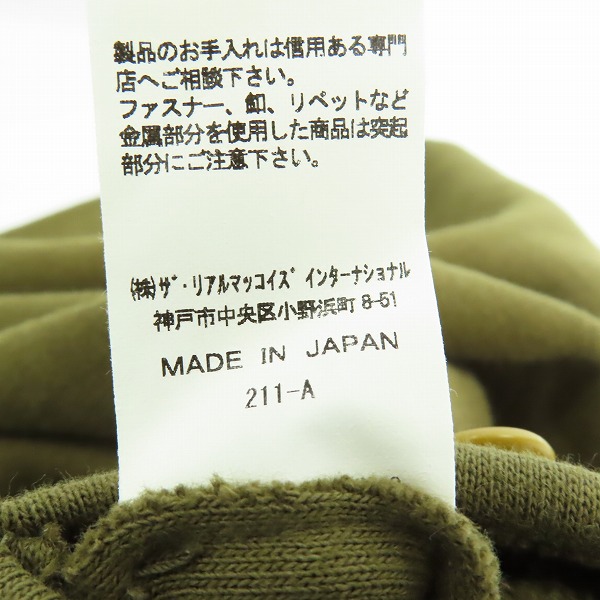 製品のお手入れは信用ある専門
店へご相談下さい。
ファスナー、釦、リベットなど
金属部分を使用した商品は突起
部分にご注意下さい。
(株)ザ・リアルマッコイズ インターナショナル
神戸市中央区小野浜町 8-51
MADE IN JAPAN
211-A